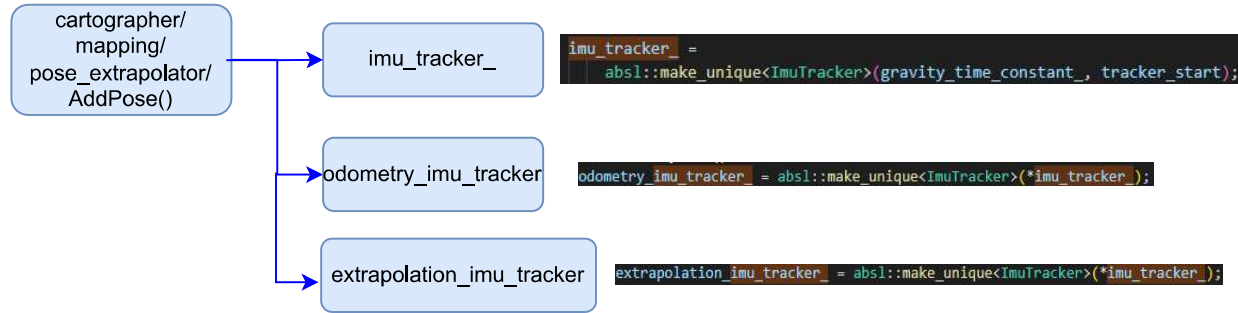 cartographer/
mapping/
pose_extrapolator/
AddPose()
imu_tracker_
imu_tracker_ =
absl::make_unique<ImuTracker>(gravity_time_constant_, tracker_start);
odometry_imu_tracker
odometry_imu_tracker_ = absl::make_unique<ImuTracker>(*imu_tracker_);
extrapolation_imu_tracker
extrapolation_imu_tracker_ = absl::make_unique<ImuTracker>(*imu_tracker_);